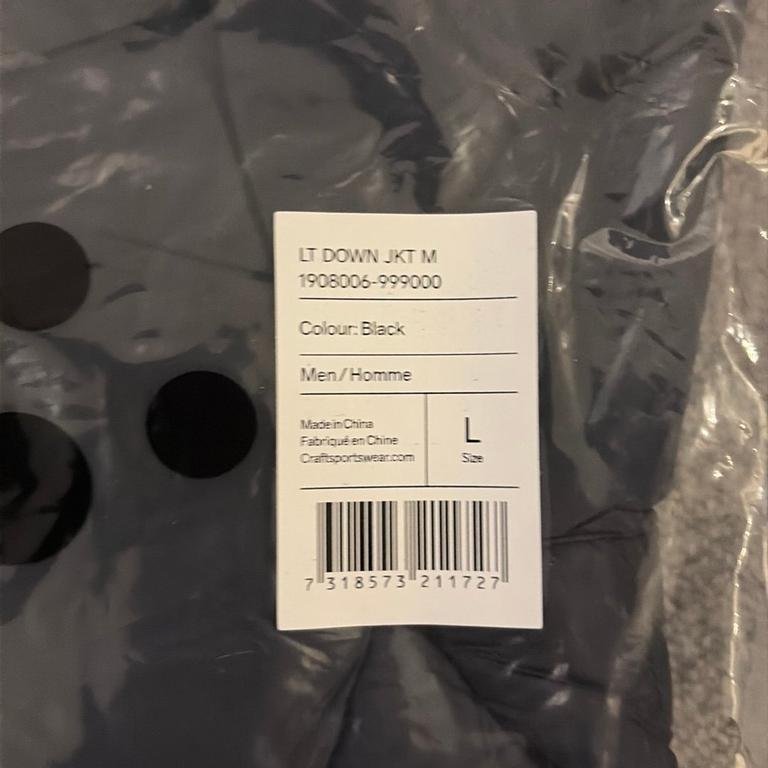 LT DOWN JKT M
1908006-999000
Colour: Black
Men/Homme
Made in China
Fabriqué en Chine
Craftsportswear.com
L
Size
7 318573 211727